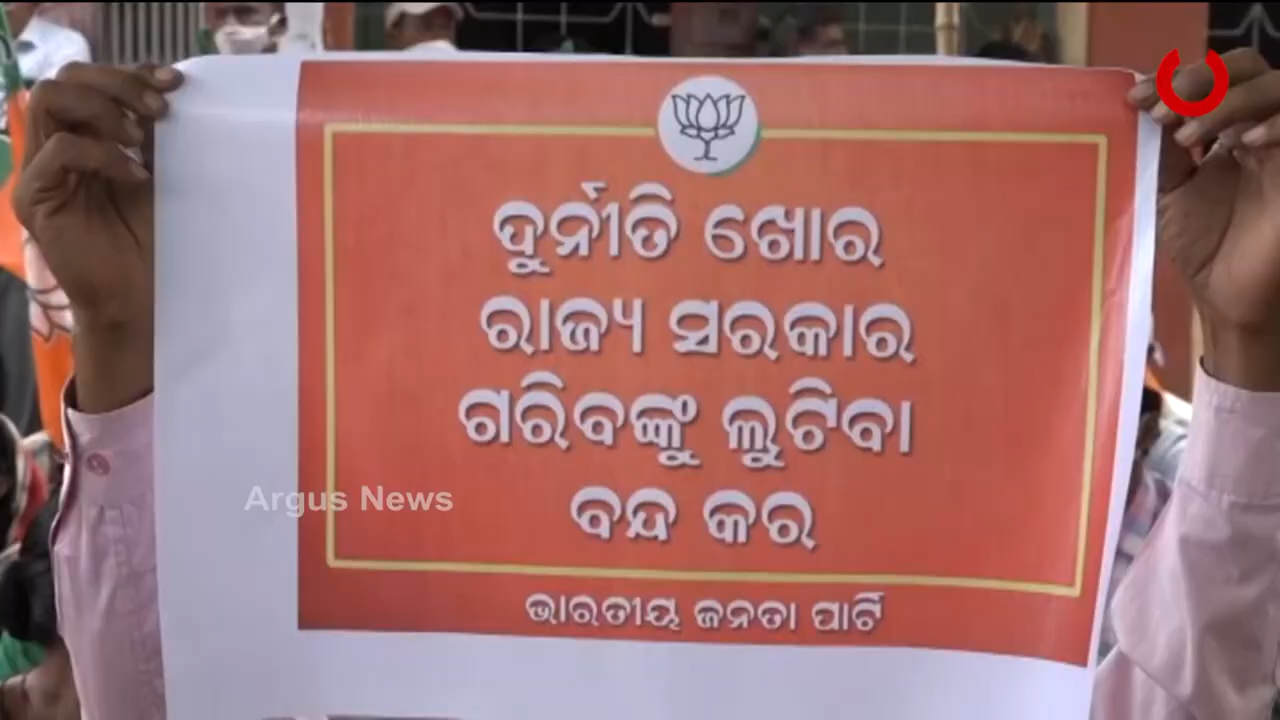 ଦୁର୍ନୀତି ଖୋର
ରାଜ୍ୟ ସରକାର
ଗରିବଙ୍କୁ ଲୁଟିବା
Argus News
ବନ୍ଦ କର
ଭାରତୀୟ ଜନତା ପାର୍ଟି